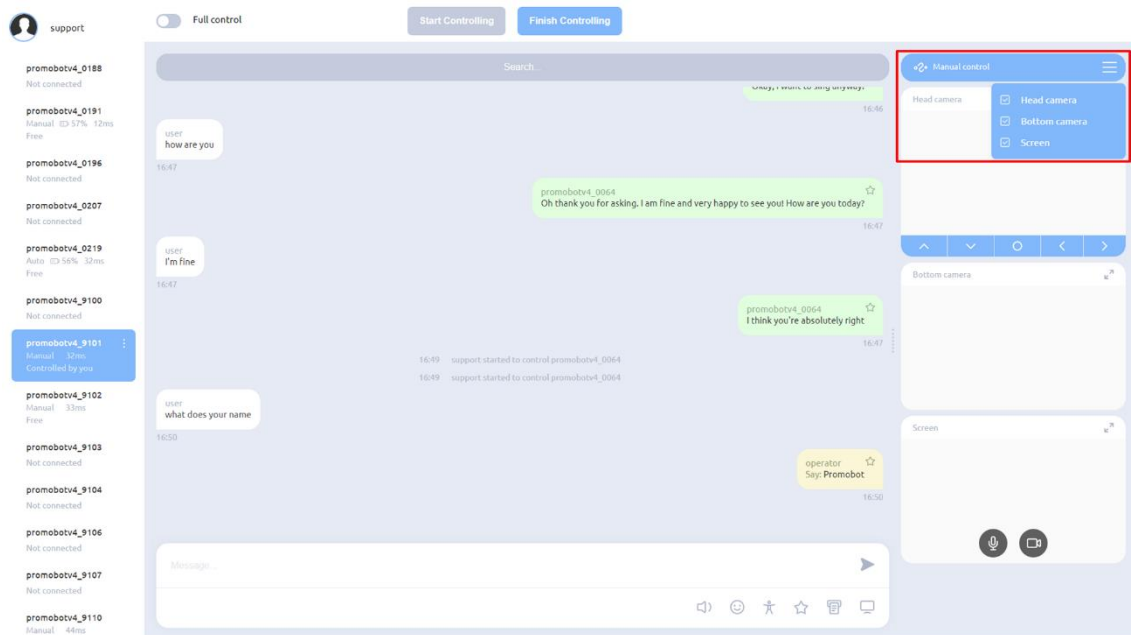 support
Full control
Start Controlling
Finish Controlling
promobotv4_0188
Not connected
promobotv4_0191
Manual 57% 12ms
Free
promobotv4_0196
Not connected
promobotv4_0207
Not connected
promobotv4_0219
Auto 56% 32ms
Free
promobotv4_9100
Not connected
promobotv4_9101
Manual 32ms
Controlled by you
promobotv4_9102
Manual 33ms
Free
promobotv4_9103
Not connected
promobotv4_9104
Not connected
promobotv4_9106
Not connected
promobotv4_9107
Not connected
promobotv4_9110
Manual 44ms
Search...
Okay, I want to sing anyway.
16:46
user
how are you
16:47
promobotv4_0064
Oh thank you for asking. I am fine and very happy to see you! How are you today?
16:47
user
I'm fine
16:47
promobotv4_0064
I think you're absolutely right
16:47
16:49 support started to control promobotv4_0064
16:49 support started to control promobotv4_0064
user
what does your name
16:50
operator
Say: Promobot
16:50
Message...
Manual control
Head camera
Head camera
Bottom camera
Screen
Bottom camera
Screen